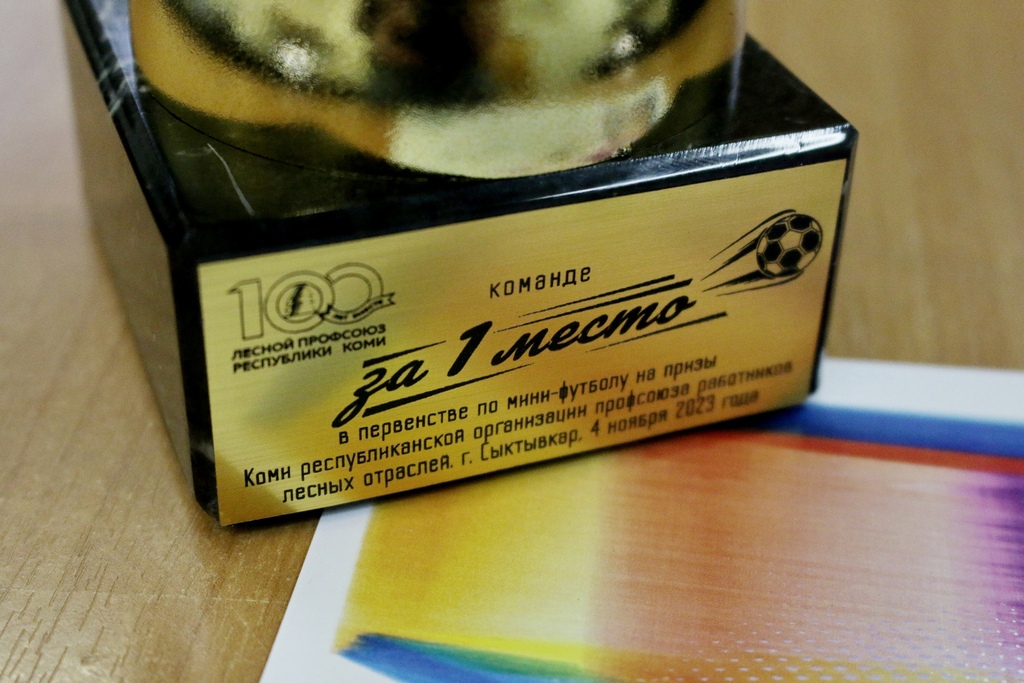 100
ЛЕСНОЙ ПРОФСОЮЗ
РЕСПУБЛИКИ КОМИ
команде
за 1 место
в первенстве по мини-футболу на призы
Коми республиканской организации профсоюза работников
лесных отраслей. г. Сыктывкар, 4 ноября 2023 года